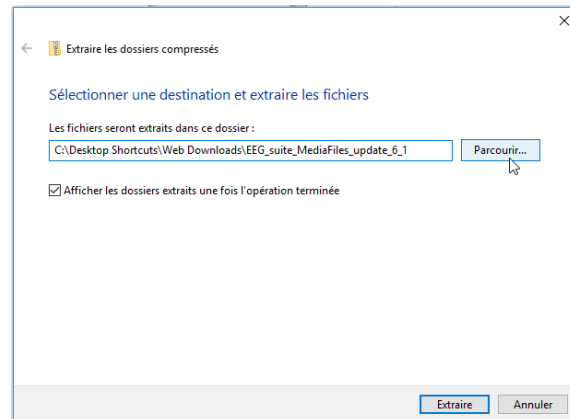 Extraire les dossiers compressés
Sélectionner une destination et extraire les fichiers
Les fichiers seront extraits dans ce dossier :
C:\Desktop Shortcuts\Web Downloads\EEG_suite_MediaFiles_update_6_1
Parcourir...
Afficher les dossiers extraits une fois l'opération terminée
Extraire
Annuler